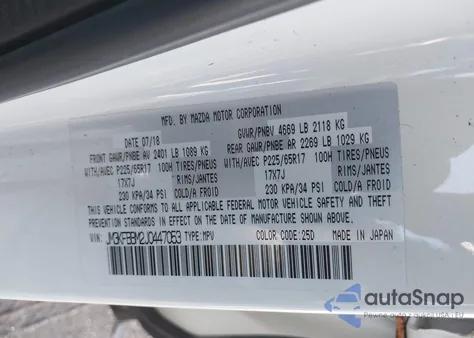 MFD. BY MAZDA MOTOR CORPORATION
DATE 07/18 GVWR/PNBV 4669 LB 2118 KG
FRONT GAWR/PNBE AV 2401 LB 1089 KG REAR GAWR/PNBE AR 2269 LB 1029 KG
WITH/AVEC P225/65R17 100H TIRES/PNEU WITH/AVEC P225/65R17 100H TIRES/PNEU
17X7J RIMS/JANTES 17X7J RIMS/JANTES
230 KPA/34 PSI COLD/A FROID 230 KPA/34 PSI COLD/A FROID
THIS VEHICLE CONFORMS TO ALL APPLICABLE FEDERAL MOTOR VEHICLE SAFETY AND THEFT
PREVENTION STANDARDS IN EFFECT ON THE DATE OF MANUFACTURE SHOWN ABOVE.
VIN: JM3KFBBM2J0447053 TYPE:MPV COLOR CODE:25D MADE IN JAPAN
autoSnap